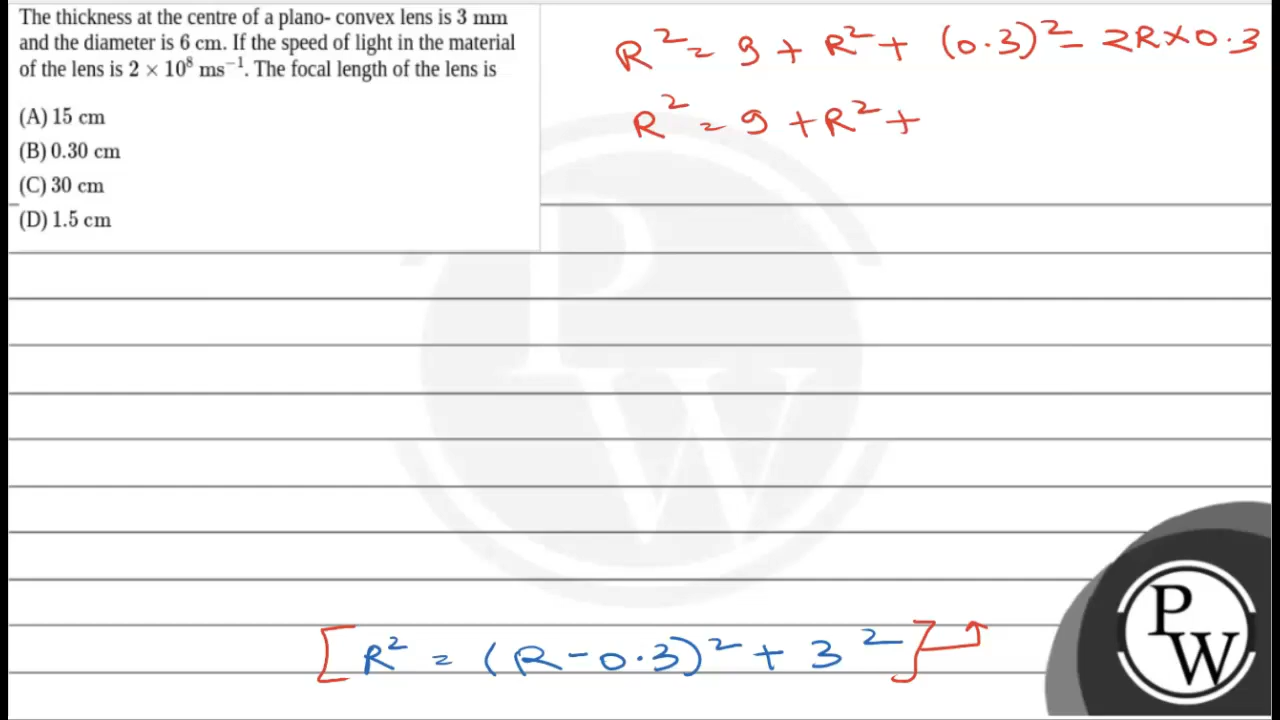 The thickness at the centre of a plano- convex lens is 3 mm
and the diameter is 6 cm. If the speed of light in the material
of the lens is 2 × 10⁸ ms⁻¹. The focal length of the lens is
(A) 15 cm
(B) 0.30 cm
(C) 30 cm
(D) 1.5 cm
R² = 9 + R² + (0.3)² - 2R×0.3
R² = 9 + R² +
P
W
[R² = (R-0.3)² + 3²]
P
W